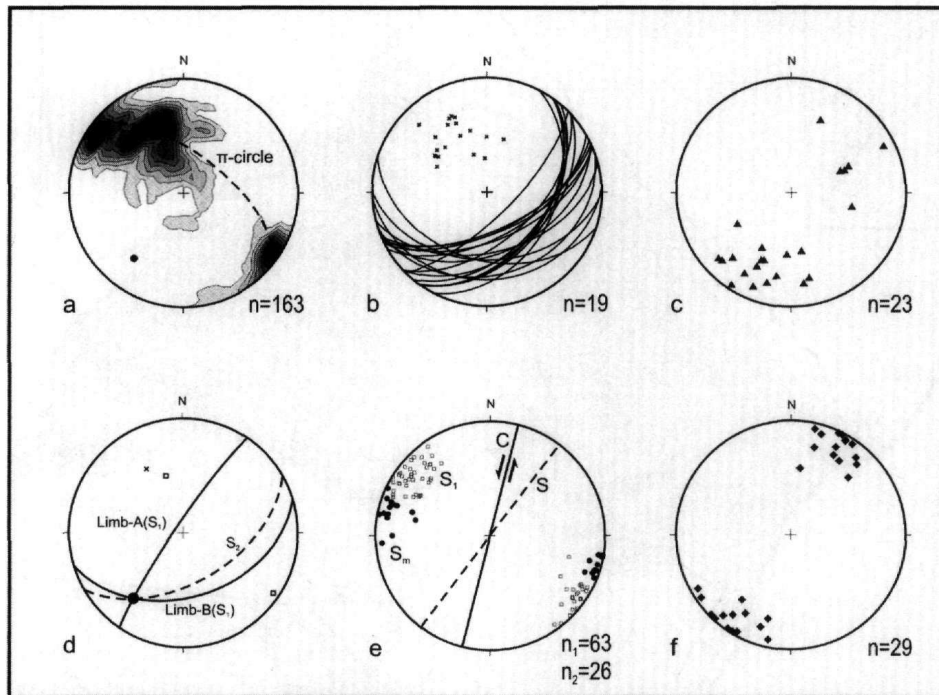 N
N
N
π-circle
a
n=163
b
n=19
c
n=23
N
N
N
C
S
S₁
Sₘ
Limb-A(S₁)
S₂
Limb-B(S₁)
d
e
n₁=63
n₂=26
f
n=29